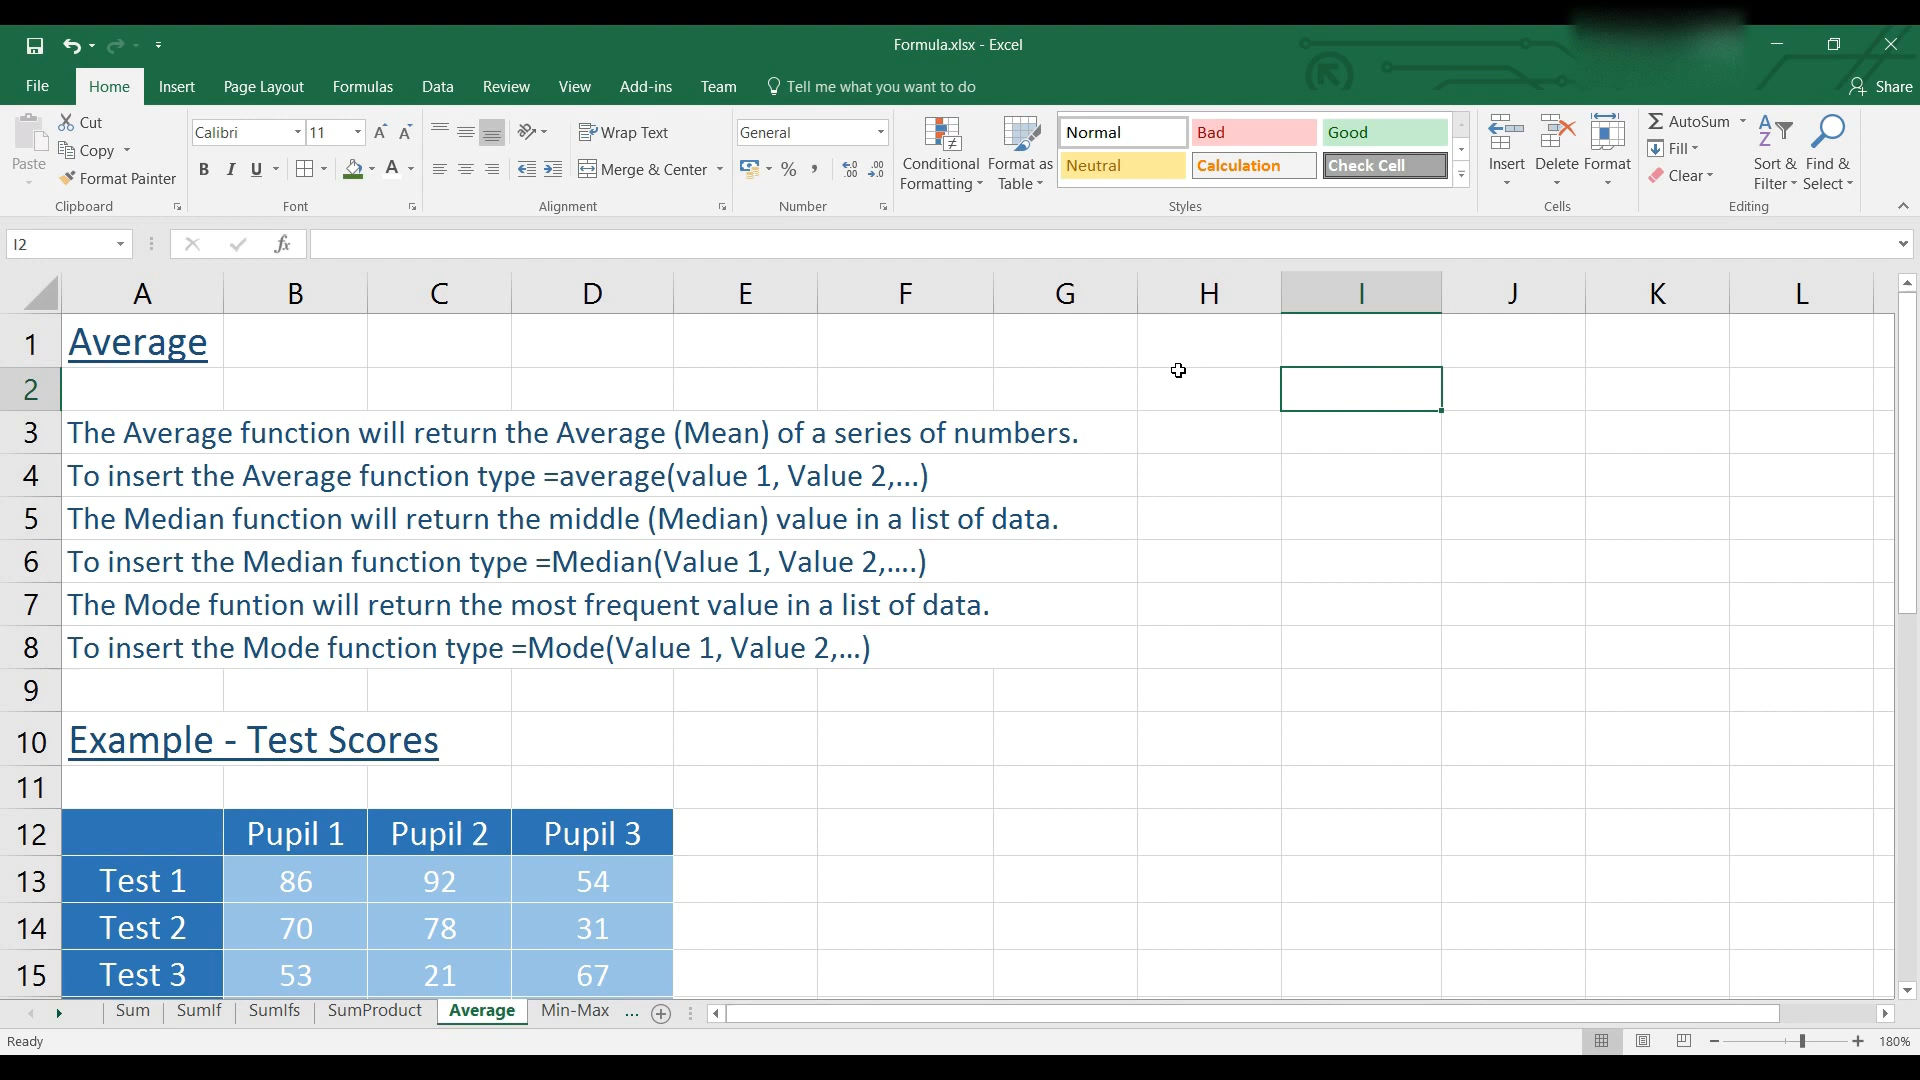 Formula.xlsx - Excel
File Home Insert Page Layout Formulas Data Review View Add-ins Team Tell me what you want to do Share
Paste Cut
Copy
Format Painter
Clipboard
Calibri 11
B I U A
Font
Wrap Text
Merge & Center
Alignment
General
% ,
Number
Conditional Formatting
Format as Table
Normal Bad Good
Neutral Calculation Check Cell
Styles
Insert Delete Format
Cells
AutoSum
Fill
Clear
Sort & Filter
Find & Select
Editing
I2 fx
A B C D E F G H I J K L
1 Average
2
3 The Average function will return the Average (Mean) of a series of numbers.
4 To insert the Average function type =average(value 1, Value 2,...)
5 The Median function will return the middle (Median) value in a list of data.
6 To insert the Median function type =Median(Value 1, Value 2,....)
7 The Mode funtion will return the most frequent value in a list of data.
8 To insert the Mode function type =Mode(Value 1, Value 2,...)
9
10 Example - Test Scores
11
12 Pupil 1 Pupil 2 Pupil 3
13 Test 1 86 92 54
14 Test 2 70 78 31
15 Test 3 53 21 67
Sum SumIf SumIfs SumProduct Average Min-Max ...
Ready 180%